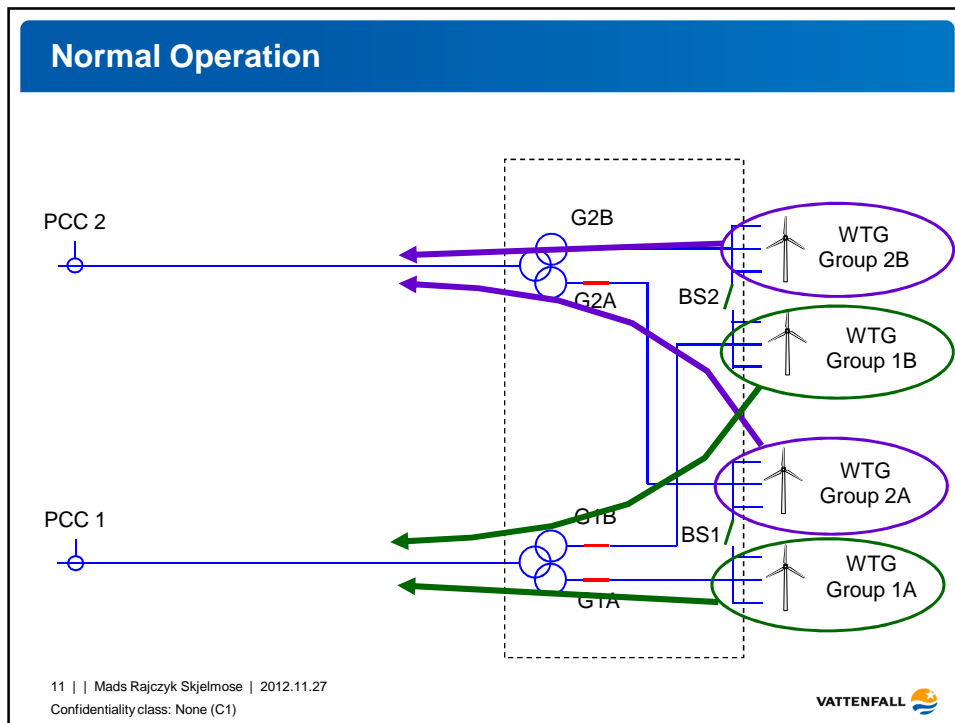 Normal Operation
PCC 2
G2B
WTG
Group 2B
G2A
BS2
WTG
Group 1B
WTG
Group 2A
PCC 1
G1B
BS1
WTG
Group 1A
G1A
11 | | Mads Rajczyk Skjelmose | 2012.11.27
Confidentiality class: None (C1)
VATTENFALL